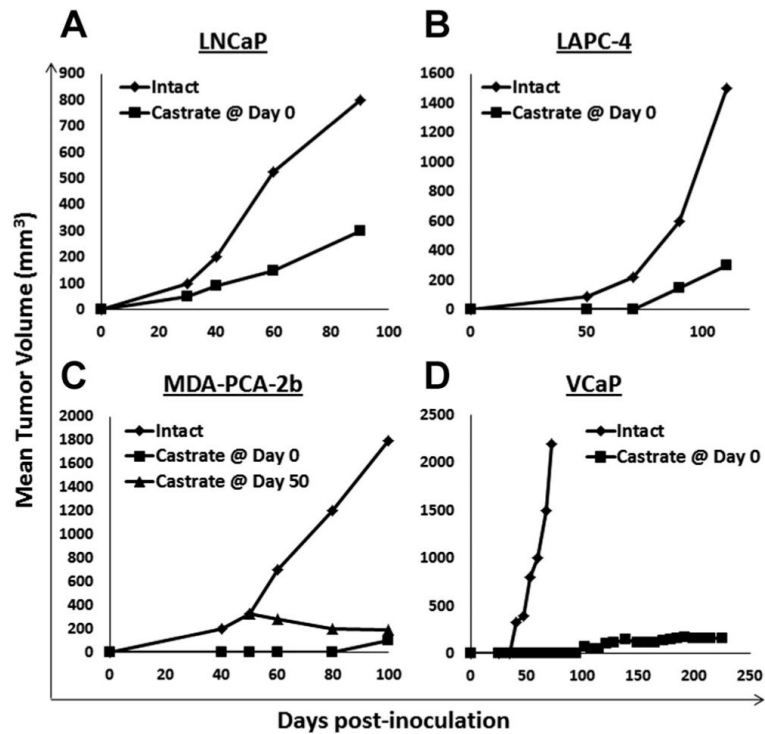 A
LNCaP
900
800
700
600
500
400
300
200
100
0
0 20 40 60 80 100
Intact
Castrate @ Day 0
B
LAPC-4
1600
1400
1200
1000
800
600
400
200
0
0 50 100
Intact
Castrate @ Day 0
C
MDA-PCA-2b
2000
1800
1600
1400
1200
1000
800
600
400
200
0
0 20 40 60 80 100
Intact
Castrate @ Day 0
Castrate @ Day 50
D
VCaP
2500
2000
1500
1000
500
0
0 50 100 150 200 250
Intact
Castrate @ Day 0
Mean Tumor Volume (mm³)
Days post-inoculation